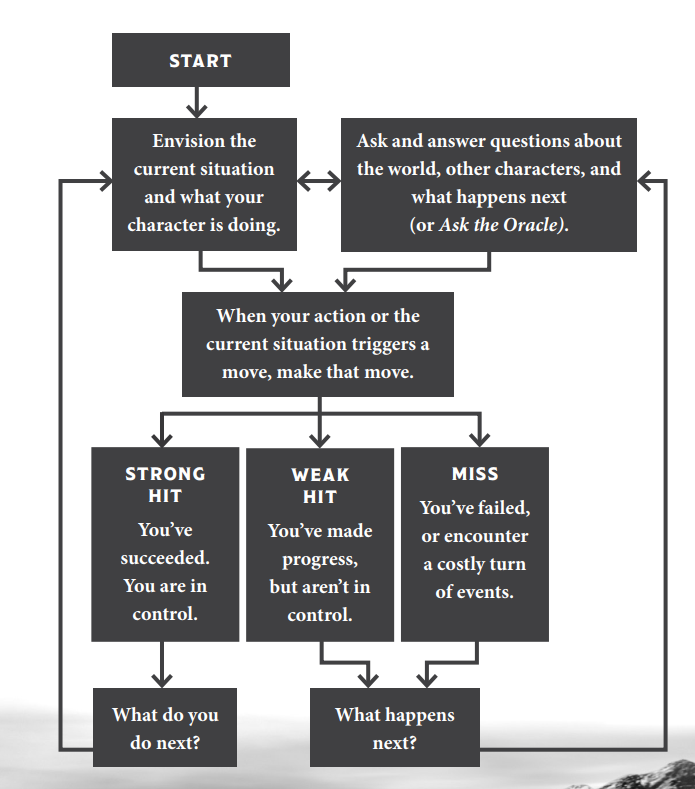 START
Envision the
current situation
and what your
character is doing.
Ask and answer questions about
the world, other characters, and
what happens next
(or Ask the Oracle).
When your action or the
current situation triggers a
move, make that move.
STRONG
HIT
You’ve
succeeded.
You are in
control.
WEAK
HIT
You’ve made
progress,
but aren’t in
control.
MISS
You’ve failed,
or encounter
a costly turn
of events.
What do you
do next?
What happens
next?